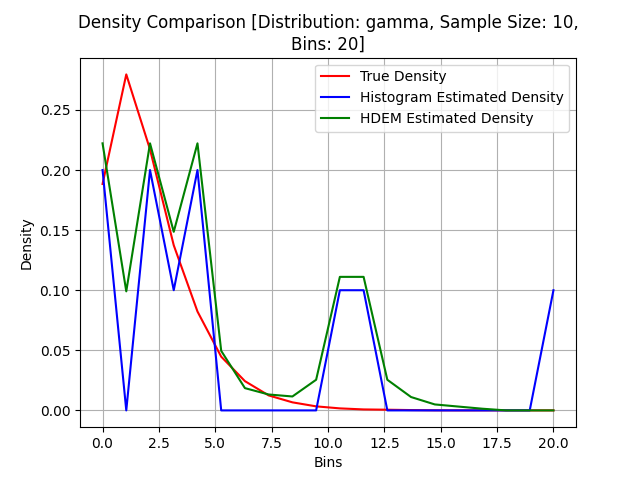 Density Comparison [Distribution: gamma, Sample Size: 10,
Bins: 20]
True Density
Histogram Estimated Density
HDEM Estimated Density
Density
0.25
0.20
0.15
0.10
0.05
0.00
0.0 2.5 5.0 7.5 10.0 12.5 15.0 17.5 20.0
Bins